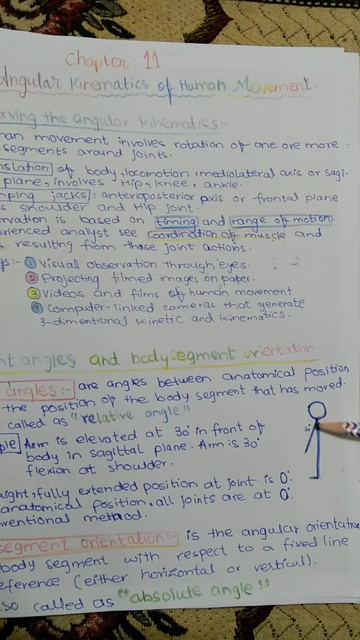 Chapter 11
Angular Kinematics of Human Movement.
the angular kinematics:-
man movement involves rotation of one ore more
segments around joints.
of body, locomotion: mediolateral axis or sagi-
plane, involves Hip, knee, ankle.
jacks: anteroposterior axis or frontal plane
shoulder and hip joint.
is based on timing and range of motion
analyst see coordination of muscle and
resulting from these joint actions.
① Visual observation through eyes.
② Projecting filmed images on paper.
③ Videos and films of human movement
④ Computer-linked cameras that generate
3-dimentional kinetic and kinematics.
angles and body segment orientation
angles:- are angles between anatomical position
the position of the body segment that has moved.
called as "relative angle"
Arm is elevated at 30° in front of
body in sagittal plane. Arm is 30°
flexion at shoulder.
fully extended position at joint is 0°.
anatomical position, all joints are at 0°.
method.
segment orientation:- is the angular orientation
body segment with respect to a fixed line
(either horizontal or vertical).
so called as "absolute angle"